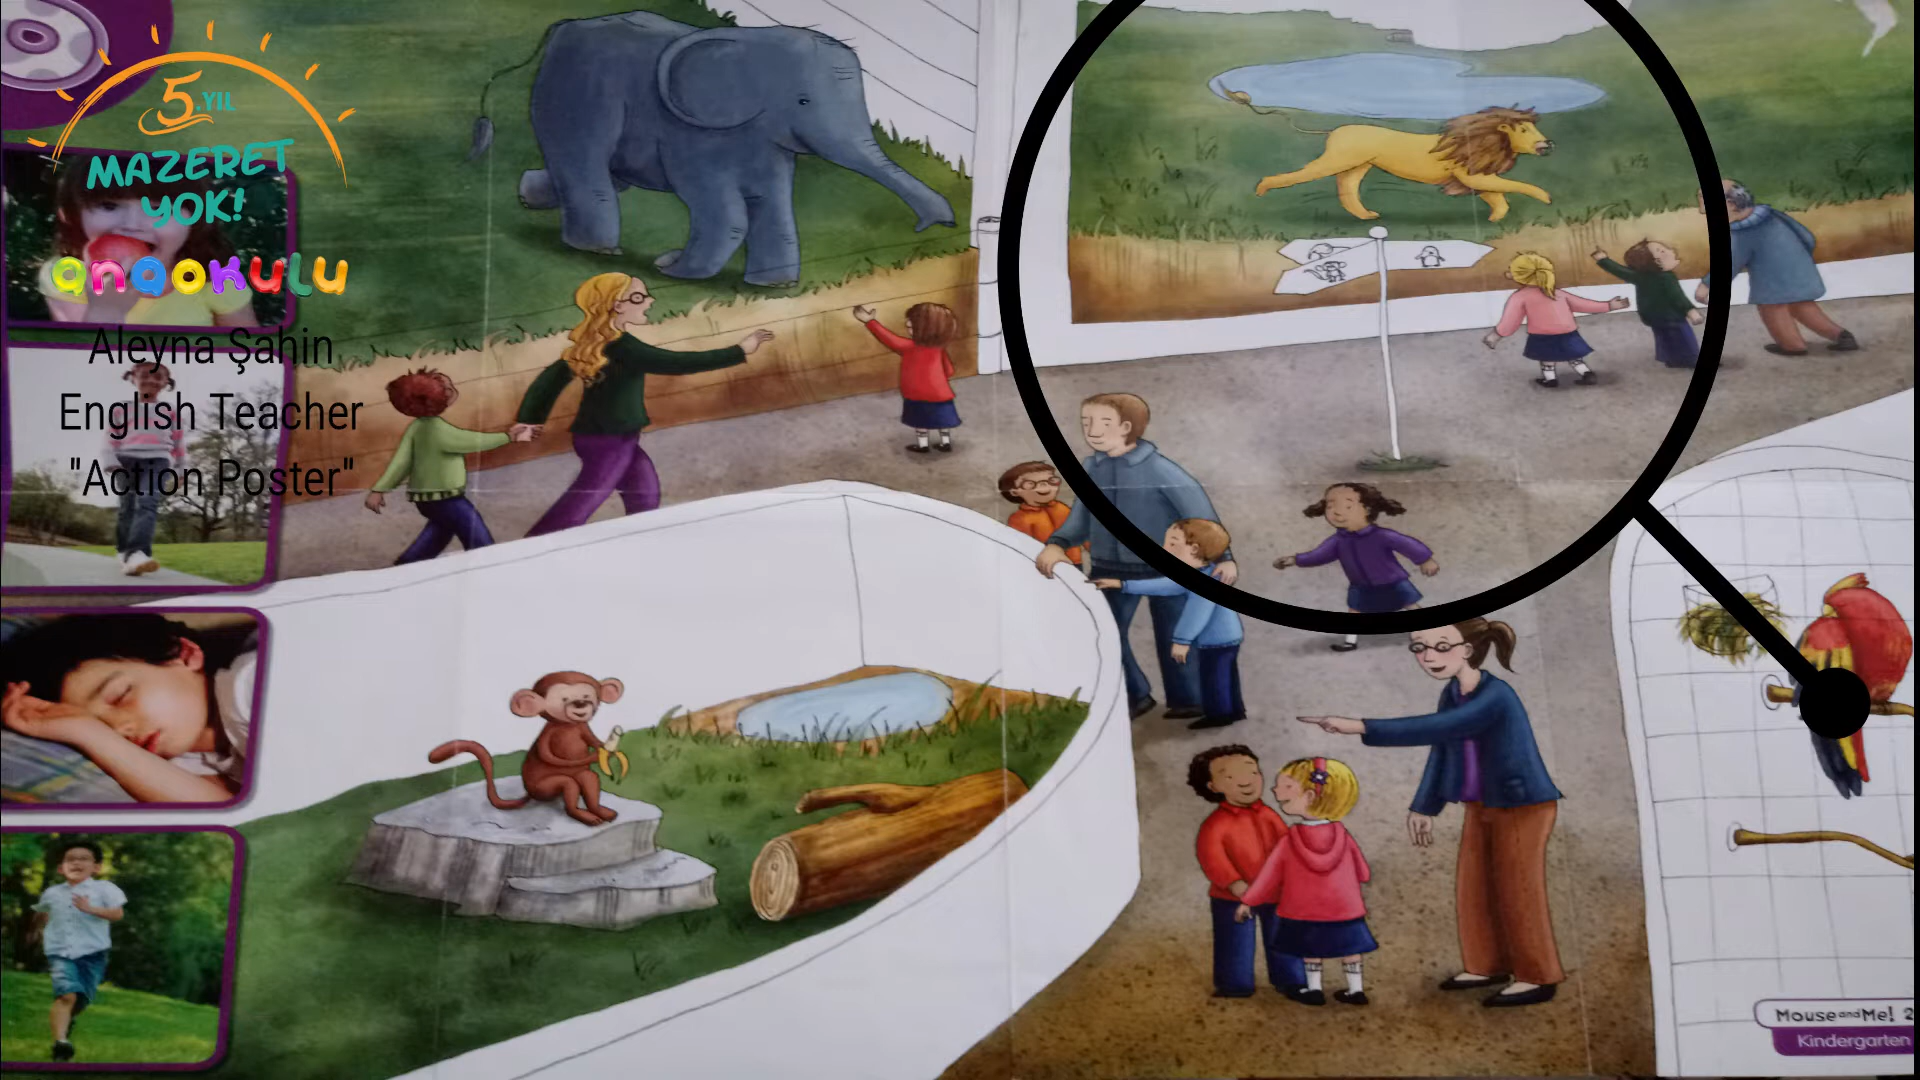 5.YIL
MAZERET
YOK!
anaokulu
Aleyna Şahin
English Teacher
"Action Poster"
Mouse and Me! 2
Kindergarten